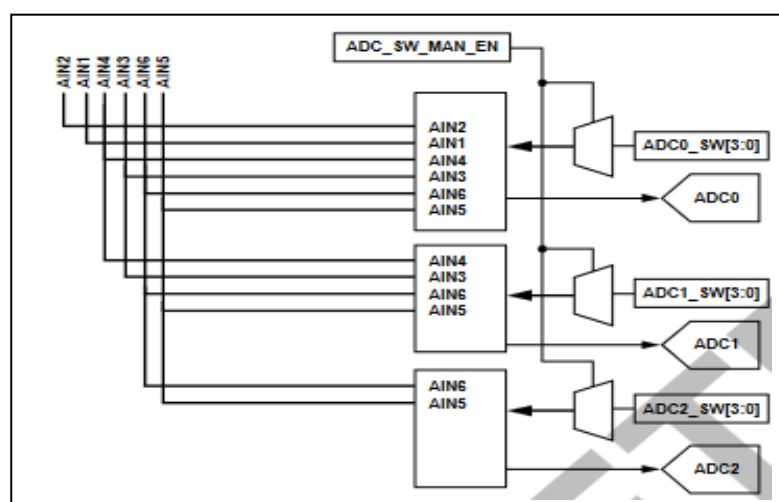 ADC_SW_MAN_EN
AIN2
AIN1
AIN4
AIN3
AIN6
AIN5
AIN2
AIN1
AIN4
AIN3
AIN6
AIN5
ADC0_SW[3:0]
ADC0
AIN4
AIN3
AIN6
AIN5
ADC1_SW[3:0]
ADC1
AIN6
AIN5
ADC2_SW[3:0]
ADC2